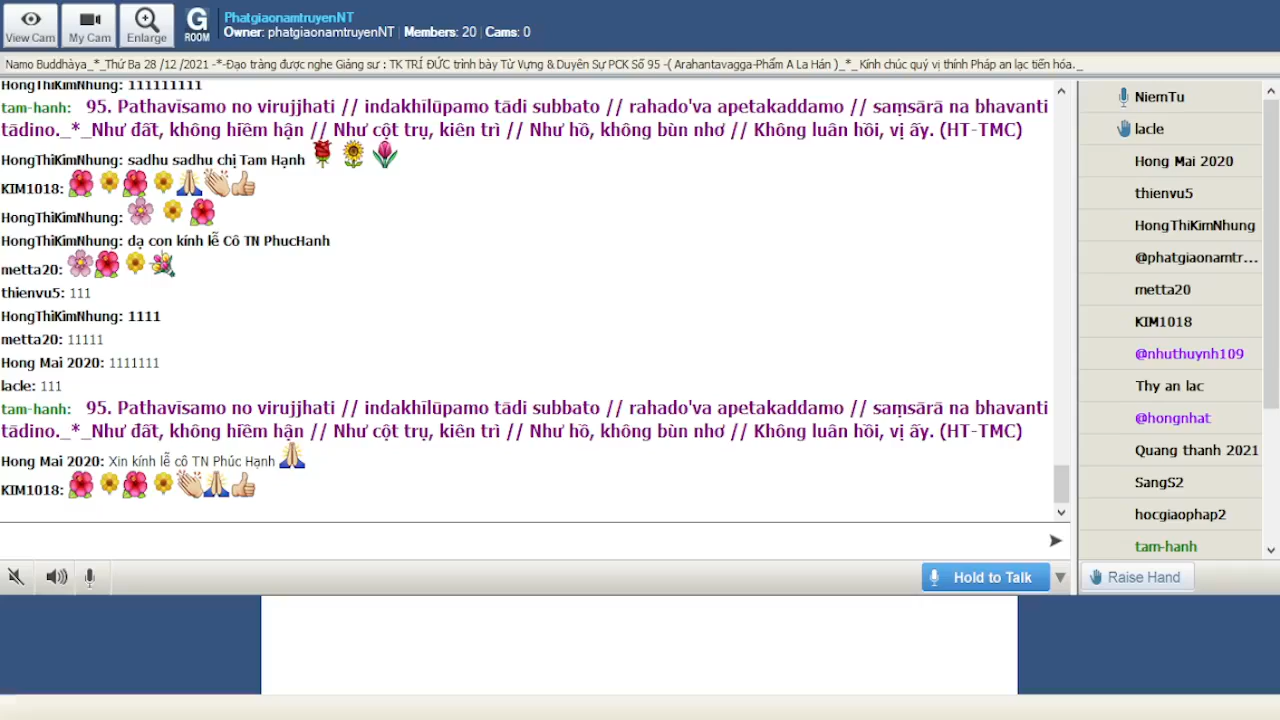 View Cam
My Cam
Enlarge
G
ROOM
PhatgiaonamtruyenNT
Owner: phatgiaonamtruyenNT | Members: 20 | Cams: 0
Namo Buddhàya_*_Thứ Ba 28 /12 /2021 -*-Đạo tràng được nghe Giảng sư : TK TRÍ ĐỨC trình bày Từ Vựng & Duyên Sự PCK Số 95 -( Arahantavagga-Phẩm A La Hán )_*_ Kính chúc quý vị thính Pháp an lạc tiến hóa._
HongThiKimNhung: 111111111
tam-hanh: 95. Pathavīsamo no virujjhati // indakhīlūpamo tādi subbato // rahado'va apetakaddamo // saṃsārā na bhavanti
tādino._*_Như đất, không hiềm hận // Như cột trụ, kiên trì // Như hồ, không bùn nhơ // Không luân hồi, vị ấy. (HT-TMC)
HongThiKimNhung: sadhu sadhu chị Tam Hạnh
KIM1018:
HongThiKimNhung:
HongThiKimNhung: dạ con kính lễ Cô TN PhucHanh
metta20:
thienvu5: 111
HongThiKimNhung: 1111
metta20: 11111
Hong Mai 2020: 1111111
lacle: 111
tam-hanh: 95. Pathavīsamo no virujjhati // indakhīlūpamo tādi subbato // rahado'va apetakaddamo // saṃsārā na bhavanti
tādino._*_Như đất, không hiềm hận // Như cột trụ, kiên trì // Như hồ, không bùn nhơ // Không luân hồi, vị ấy. (HT-TMC)
Hong Mai 2020: Xin kính lễ cô TN Phúc Hạnh
KIM1018:
Hold to Talk
NiemTu
lacle
Hong Mai 2020
thienvu5
HongThiKimNhung
@phatgiaonamtr...
metta20
KIM1018
@nhuthuynh109
Thy an lac
@hongnhat
Quang thanh 2021
SangS2
hocgiaophap2
tam-hanh
Raise Hand